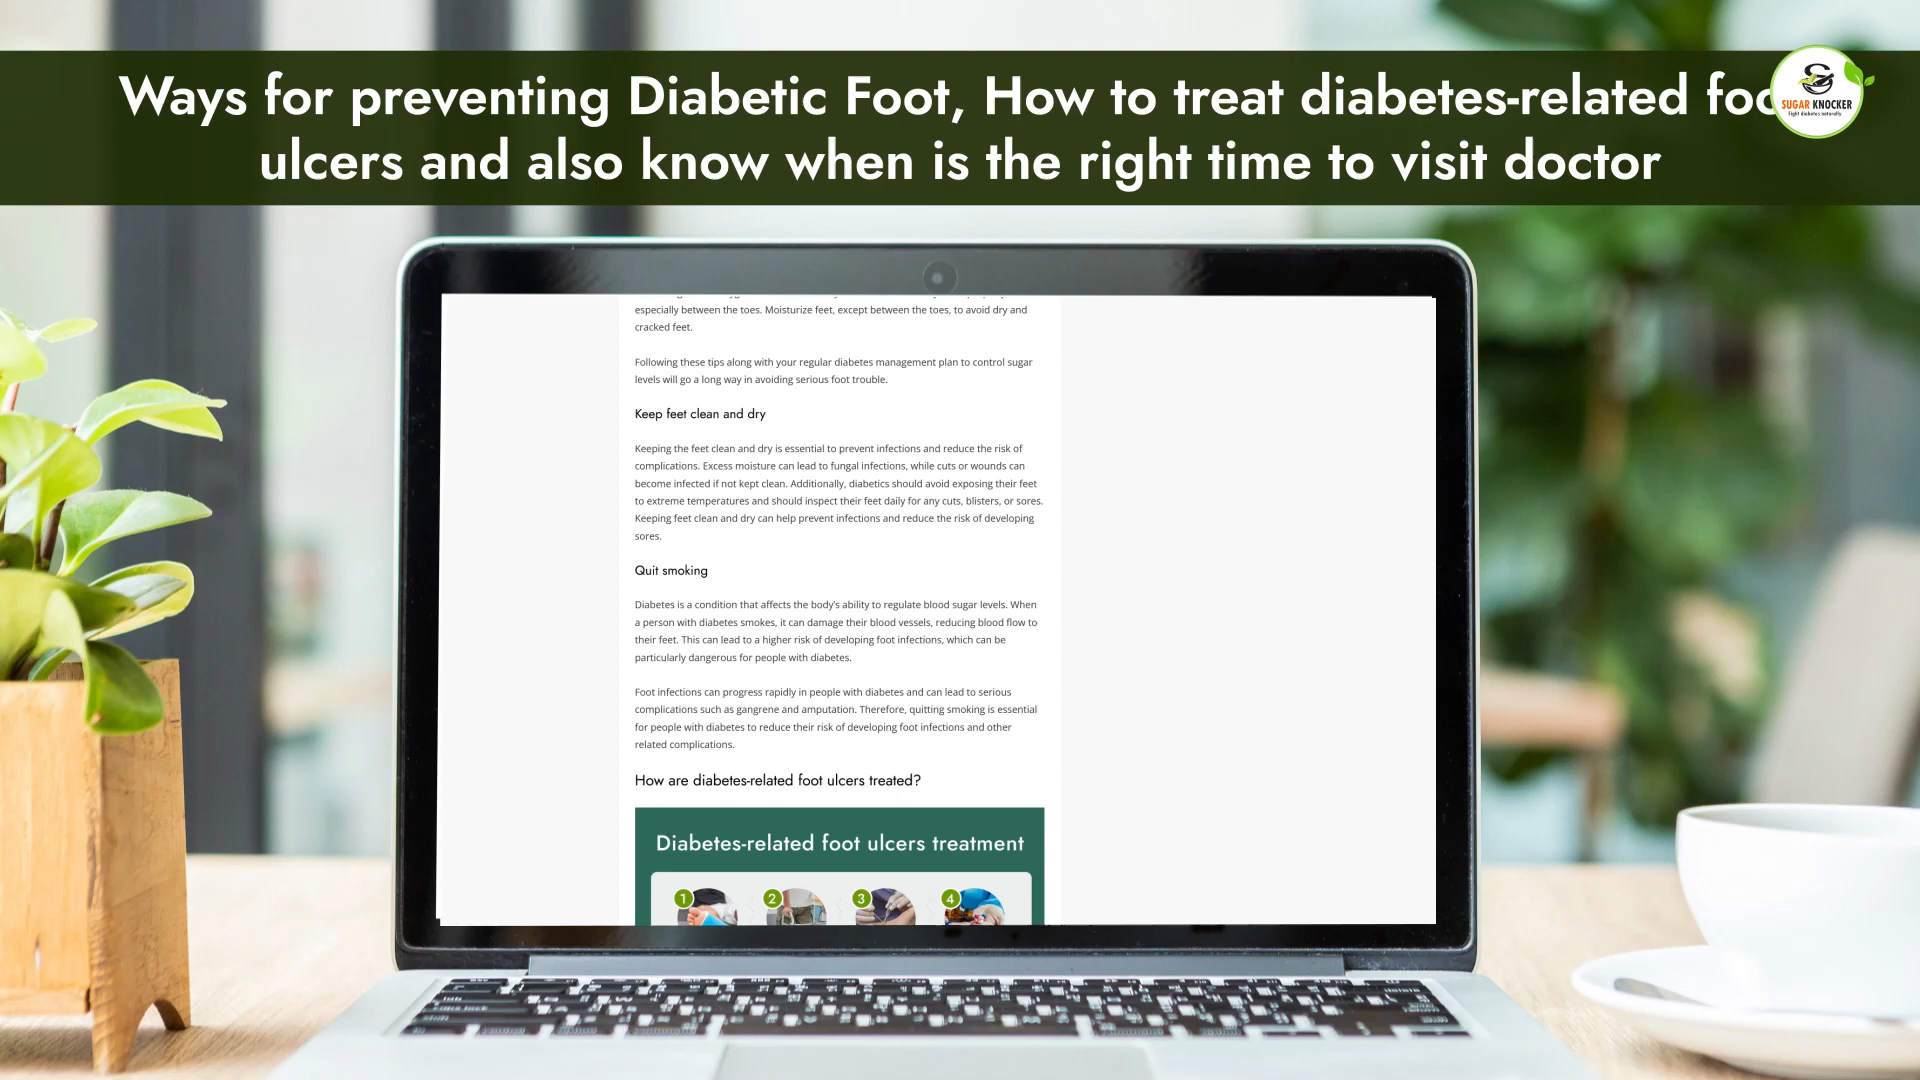 Ways for preventing Diabetic Foot, How to treat diabetes-related
ulcers and also know when is the right time to visit doctor
SUGAR KNOCKER
Fight diabetes naturally
especially between the toes. Moisturize feet, except between the toes, to avoid dry and
cracked feet.
Following these tips along with your regular diabetes management plan to control sugar
levels will go a long way in avoiding serious foot trouble.
Keep feet clean and dry
Keeping the feet clean and dry is essential to prevent infections and reduce the risk of
complications. Excess moisture can lead to fungal infections, while cuts or wounds can
become infected if not kept clean. Additionally, diabetics should avoid exposing their feet
to extreme temperatures and should inspect their feet daily for any cuts, blisters, or sores.
Keeping feet clean and dry can help prevent infections and reduce the risk of developing
sores.
Quit smoking
Diabetes is a condition that affects the body's ability to regulate blood sugar levels. When
a person with diabetes smokes, it can damage their blood vessels, reducing blood flow to
their feet. This can lead to a higher risk of developing foot infections, which can be
particularly dangerous for people with diabetes.
Foot infections can progress rapidly in people with diabetes and can lead to serious
complications such as gangrene and amputation. Therefore, quitting smoking is essential
for people with diabetes to reduce their risk of developing foot infections and other
related complications.
How are diabetes-related foot ulcers treated?
Diabetes-related foot ulcers treatment
1 2 3 4